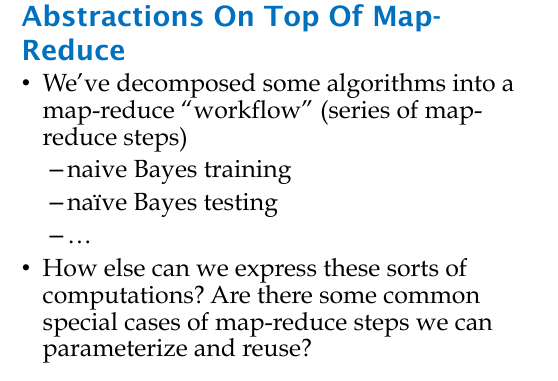 Abstractions On Top Of Map-
Reduce
• We’ve decomposed some algorithms into a
map-reduce “workflow” (series of map-
reduce steps)
– naive Bayes training
– naïve Bayes testing
– …
• How else can we express these sorts of
computations? Are there some common
special cases of map-reduce steps we can
parameterize and reuse?